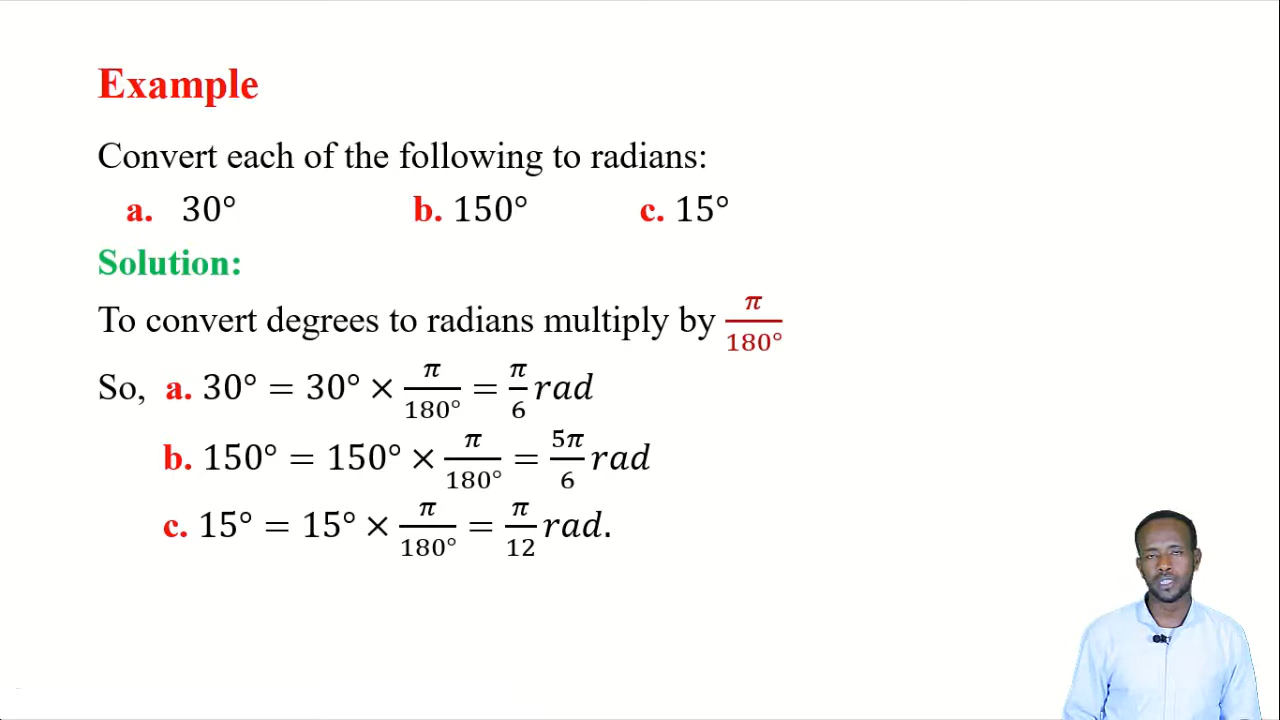 Example
Convert each of the following to radians:
a. 30° b. 150° c. 15°
Solution:
To convert degrees to radians multiply by π/180°
So, a. 30° = 30° × π/180° = π/6 rad
b. 150° = 150° × π/180° = 5π/6 rad
c. 15° = 15° × π/180° = π/12 rad.